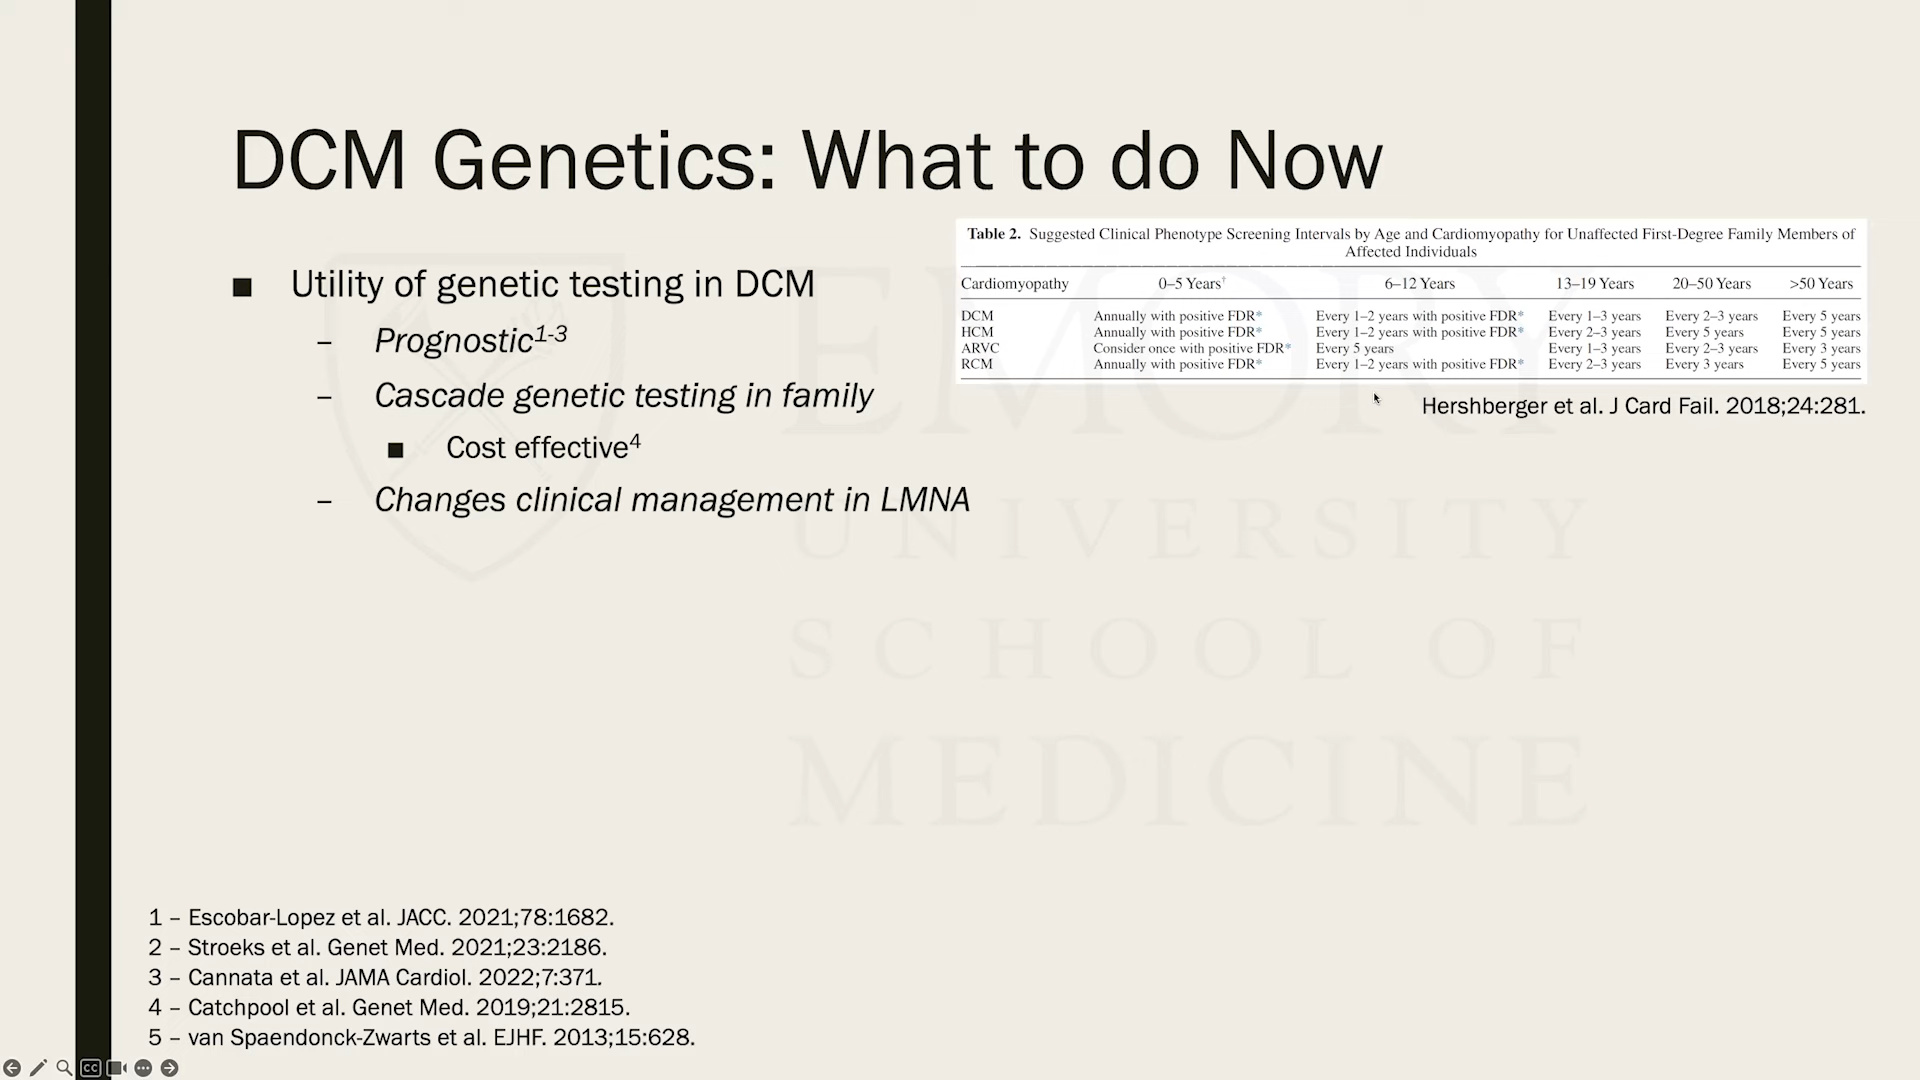 DCM Genetics: What to do Now
■ Utility of genetic testing in DCM
– Prognostic1-3
– Cascade genetic testing in family
■ Cost effective4
– Changes clinical management in LMNA
Table 2. Suggested Clinical Phenotype Screening Intervals by Age and Cardiomyopathy for Unaffected First-Degree Family Members of
Affected Individuals
Cardiomyopathy 0–5 Years† 6–12 Years 13–19 Years 20–50 Years >50 Years
DCM Annually with positive FDR* Every 1–2 years with positive FDR* Every 1–3 years Every 2–3 years Every 5 years
HCM Annually with positive FDR* Every 1–2 years with positive FDR* Every 2–3 years Every 5 years Every 5 years
ARVC Consider once with positive FDR* Every 5 years Every 1–3 years Every 2–3 years Every 3 years
RCM Annually with positive FDR* Every 1–2 years with positive FDR* Every 2–3 years Every 3 years Every 5 years
Hershberger et al. J Card Fail. 2018;24:281.
EMORY
UNIVERSITY
SCHOOL OF
MEDICINE
1 – Escobar-Lopez et al. JACC. 2021;78:1682.
2 – Stroeks et al. Genet Med. 2021;23:2186.
3 – Cannata et al. JAMA Cardiol. 2022;7:371.
4 – Catchpool et al. Genet Med. 2019;21:2815.
5 – van Spaendonck-Zwarts et al. EJHF. 2013;15:628.
CC